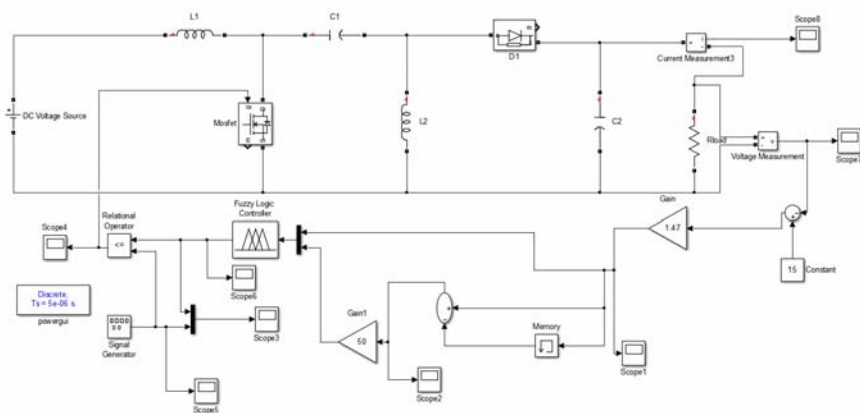 L1
C1
D1
Scope8
Current Measurement3
DC Voltage Source
Mosfet
L2
C2
Rload
Voltage Measurement
Scope7
Gain
1.47
Fuzzy Logic
Controller
Relational
Operator
<=
Scope4
Scope6
15
Constant
Discrete,
Ts = 5e-06 s.
powergui
Signal
Generator
Scope3
Scope5
Gain1
50
Scope2
Memory
Scope1